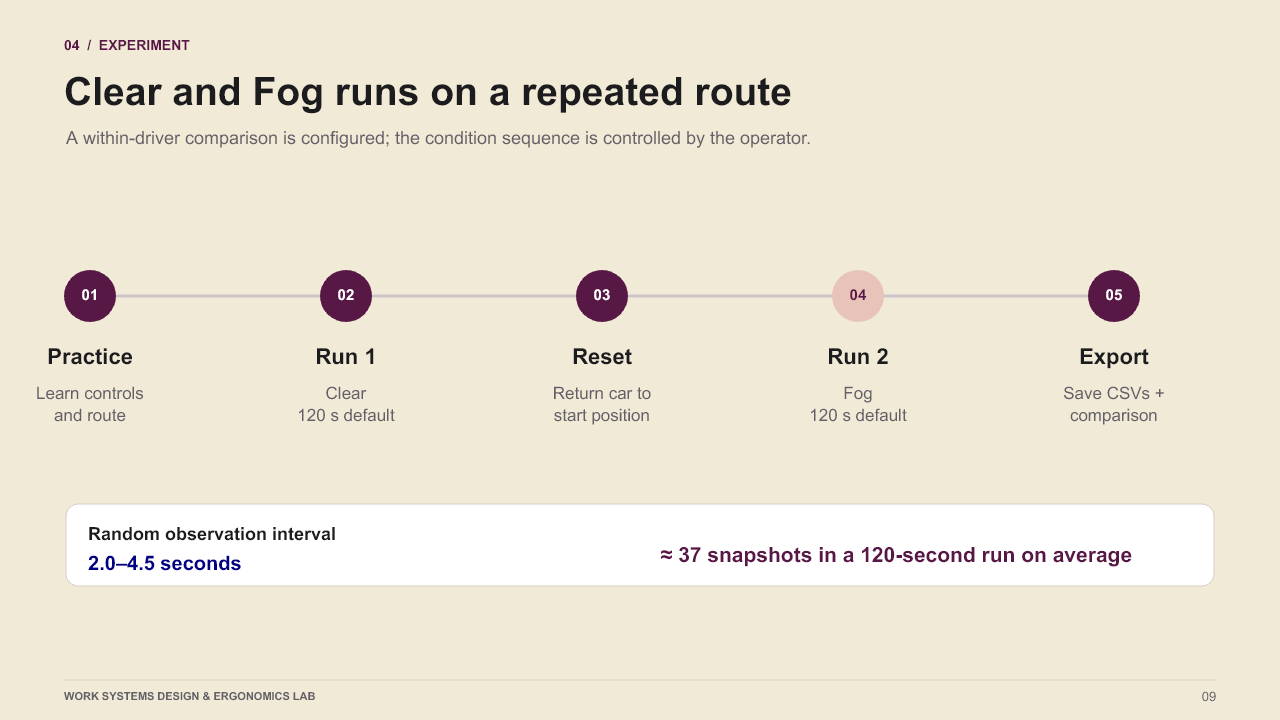 04 / EXPERIMENT
Clear and Fog runs on a repeated route
A within-driver comparison is configured; the condition sequence is controlled by the operator.
01
02
03
04
05
Practice
Run 1
Reset
Run 2
Export
Learn controls
and route
Clear
120 s default
Return car to
start position
Fog
120 s default
Save CSVs +
comparison
Random observation interval
2.0–4.5 seconds
≈ 37 snapshots in a 120-second run on average
WORK SYSTEMS DESIGN & ERGONOMICS LAB
09